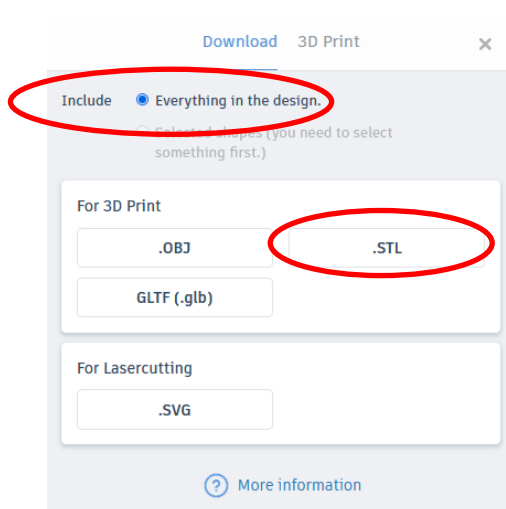 Download 3D Print ×
Include Everything in the design.
Selected shapes (you need to select
something first.)
For 3D Print
.OBJ .STL
GLTF (.glb)
For Lasercutting
.SVG
? More information